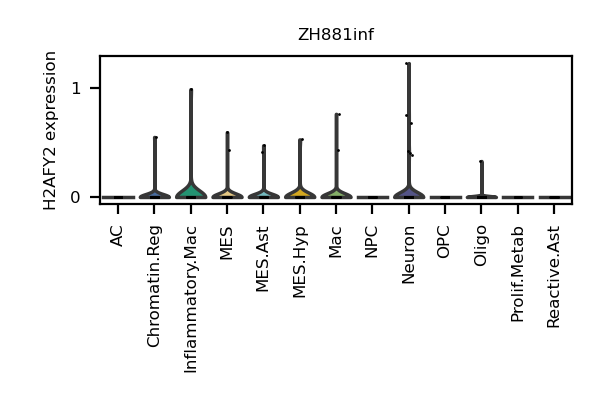 ZH881inf
H2AFY2 expression
1
0
AC
Chromatin.Reg
Inflammatory.Mac
MES
MES.Ast
MES.Hyp
Mac
NPC
Neuron
OPC
Oligo
Prolif.Metab
Reactive.Ast